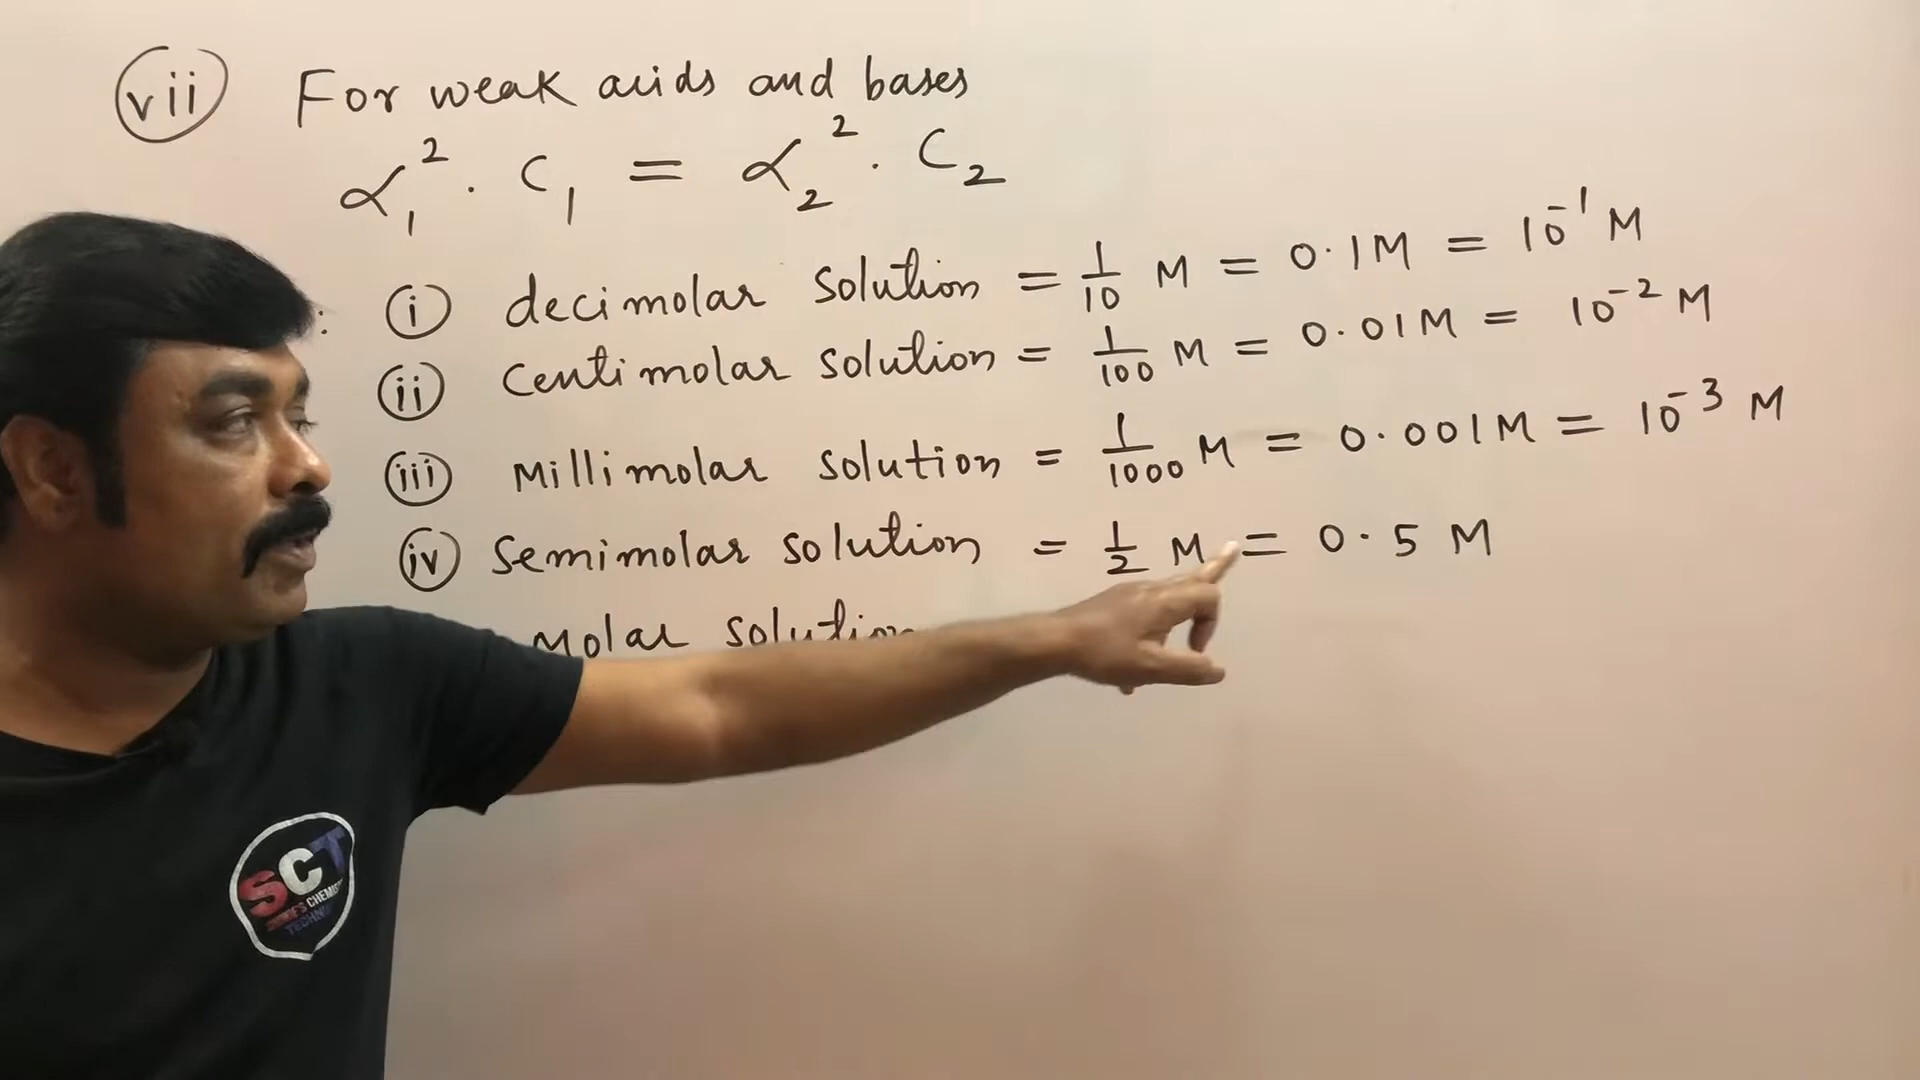 vii For weak acids and bases
α₁² · C₁ = α₂² · C₂
: i decimolar solution = 1/10 M = 0.1M = 10⁻¹ M
ii centimolar solution = 1/100 M = 0.01M = 10⁻² M
iii Millimolar solution = 1/1000 M = 0.001M = 10⁻³ M
iv Semimolar solution = 1/2 M = 0.5 M
molar solution
SCT